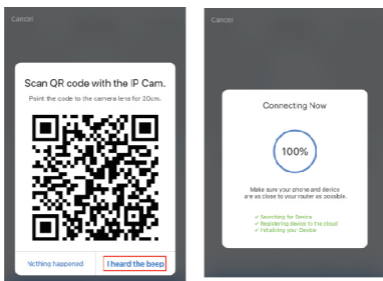 Cancel
Scan QR code with the IP Cam.
Point the code to the camera lens for 20cm.
Nothing happened
I heard the beep
Cancel
Connecting Now
100%
Make sure your phone and device
are as close to your router as possible.
✓ Searching for Device
✓ Registering device to the cloud
✓ Initializing your Device